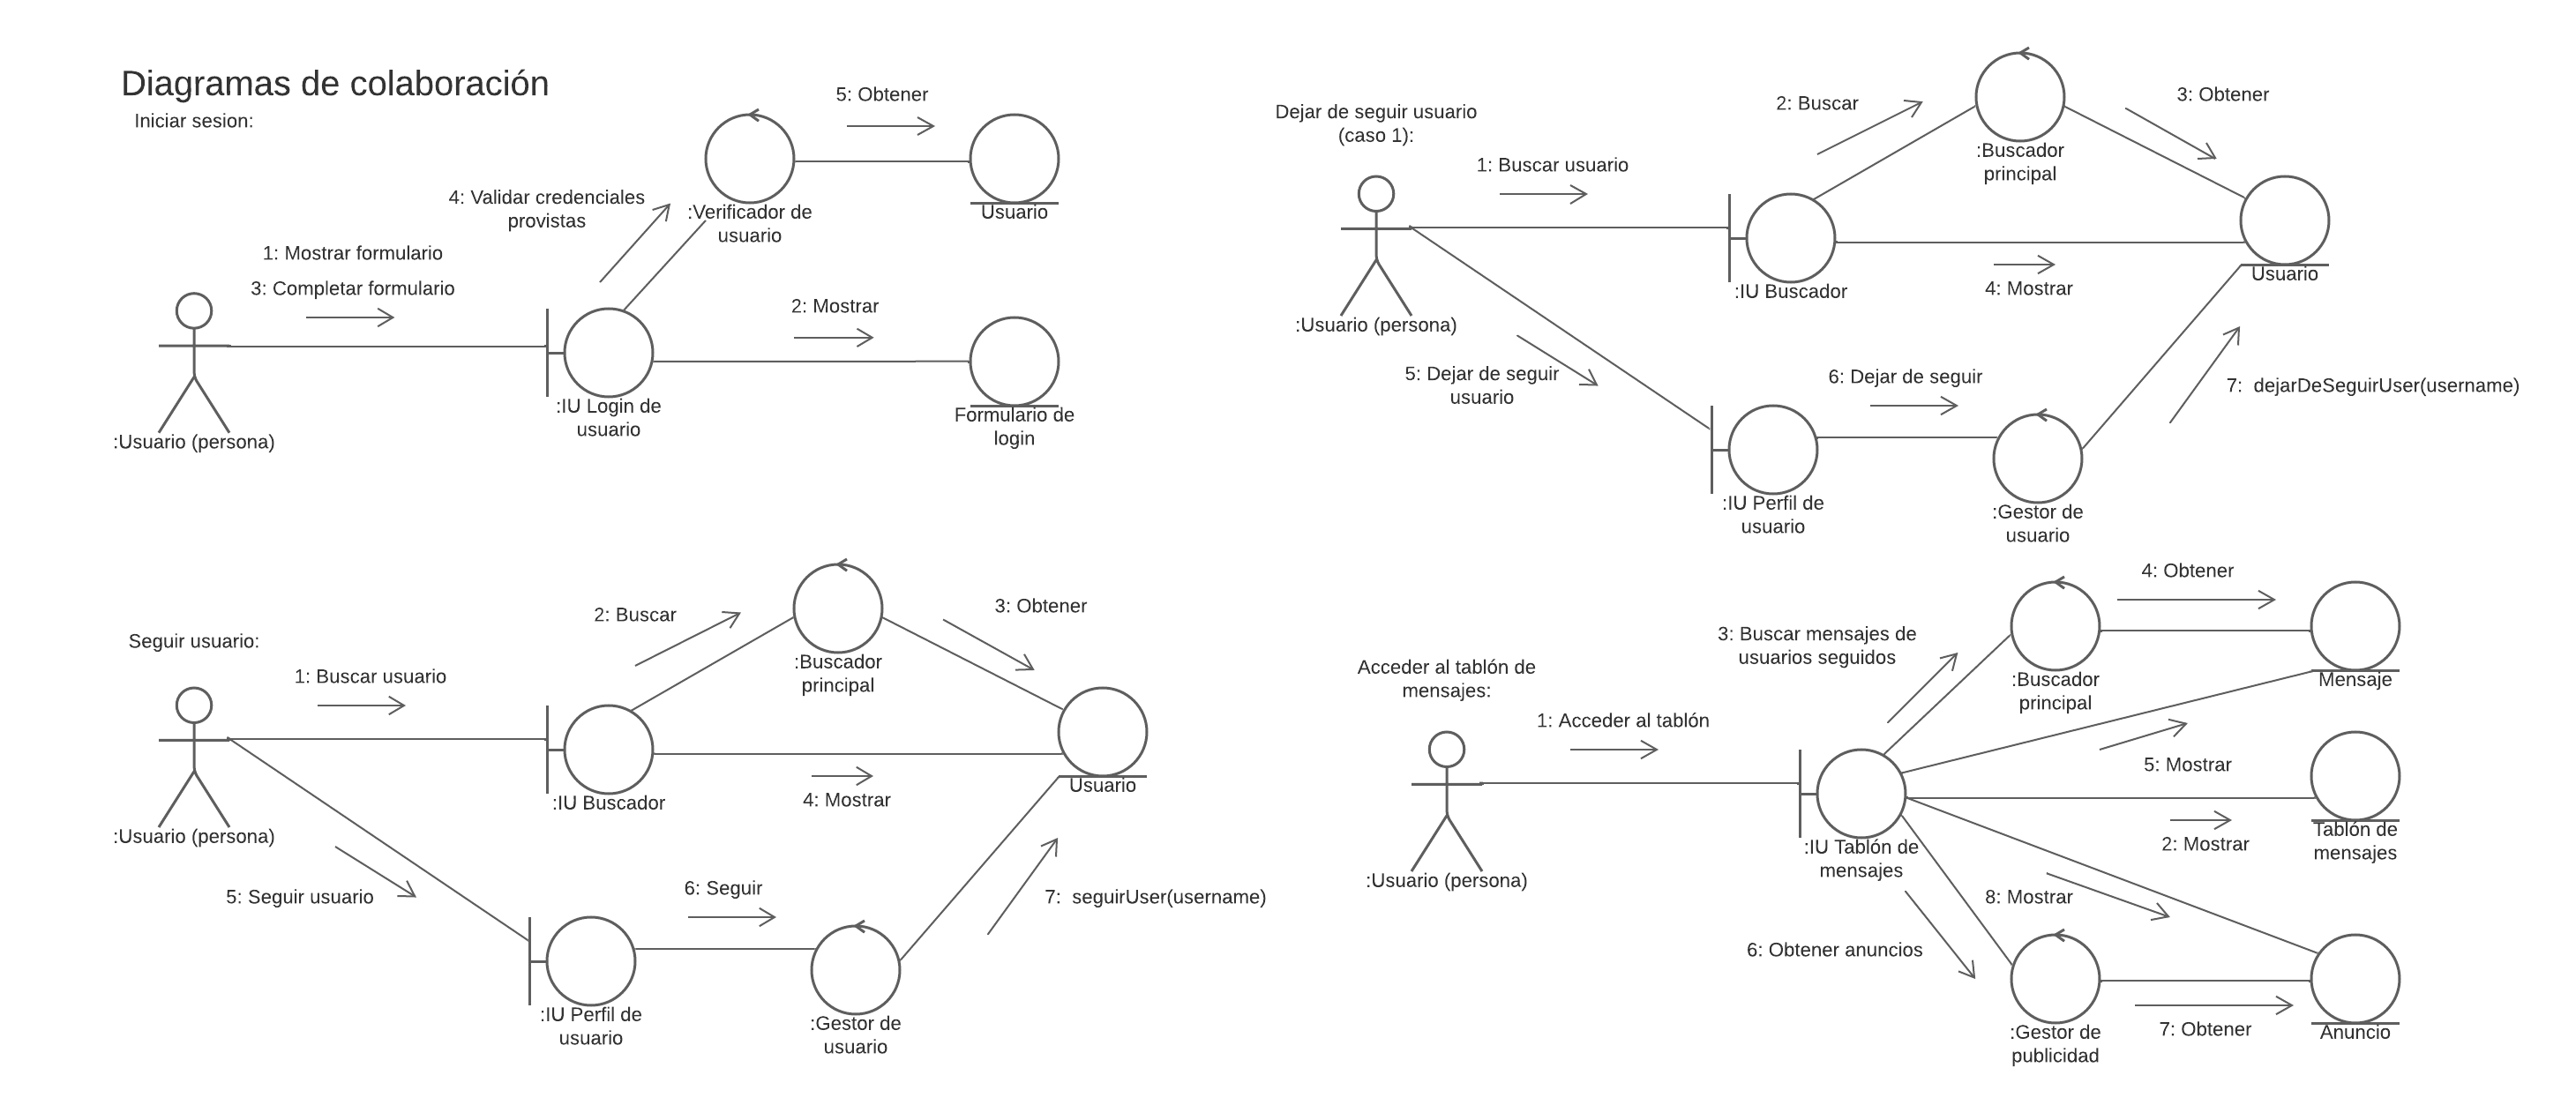 Diagramas de colaboración
Iniciar sesion:
5: Obtener
4: Validar credenciales
provistas
:Verificador de
usuario
Usuario
1: Mostrar formulario
3: Completar formulario
2: Mostrar
:IU Login de
usuario
Formulario de
login
:Usuario (persona)
Dejar de seguir usuario
(caso 1):
2: Buscar
3: Obtener
1: Buscar usuario
:Buscador
principal
:IU Buscador
4: Mostrar
Usuario
:Usuario (persona)
5: Dejar de seguir
usuario
6: Dejar de seguir
7:  dejarDeSeguirUser(username)
:IU Perfil de
usuario
:Gestor de
usuario
Seguir usuario:
2: Buscar
3: Obtener
1: Buscar usuario
:Buscador
principal
:IU Buscador
4: Mostrar
Usuario
:Usuario (persona)
5: Seguir usuario
6: Seguir
7:  seguirUser(username)
:IU Perfil de
usuario
:Gestor de
usuario
Acceder al tablón de
mensajes:
4: Obtener
3: Buscar mensajes de
usuarios seguidos
:Buscador
principal
Mensaje
1: Acceder al tablón
5: Mostrar
2: Mostrar
Tablón de
mensajes
:IU Tablón de
mensajes
:Usuario (persona)
8: Mostrar
6: Obtener anuncios
7: Obtener
:Gestor de
publicidad
Anuncio